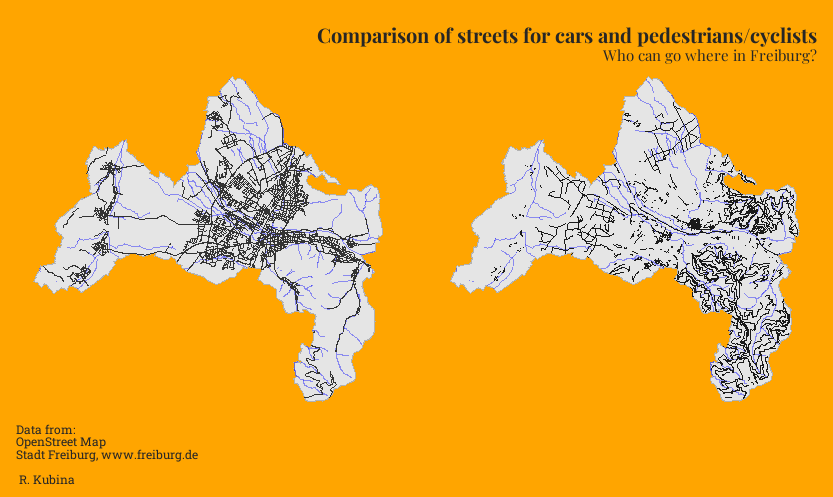 Comparison of streets for cars and pedestrians/cyclists
Who can go where in Freiburg?
Data from:
OpenStreet Map
Stadt Freiburg, www.freiburg.de
R. Kubina